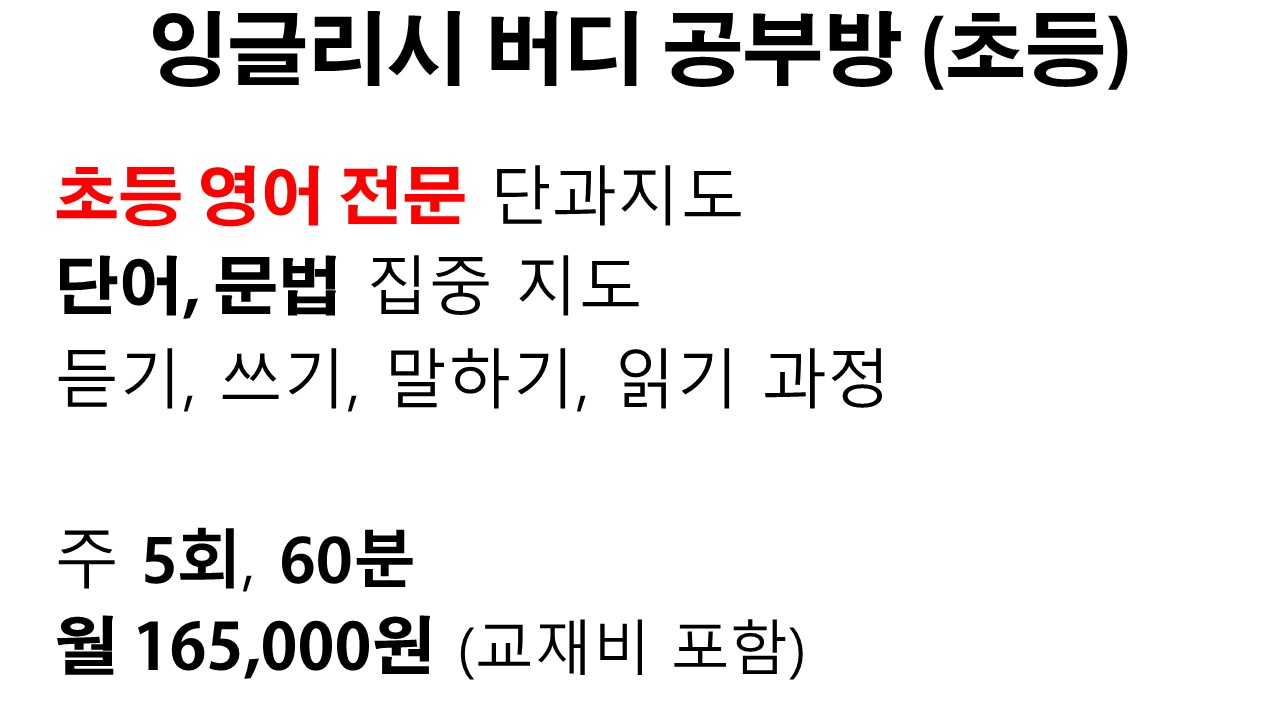 잉글리시 버디 공부방 (초등)
초등 영어 전문 단과지도
단어, 문법 집중 지도
듣기, 쓰기, 말하기, 읽기 과정
주 5회, 60분
월 165,000원 (교재비 포함)